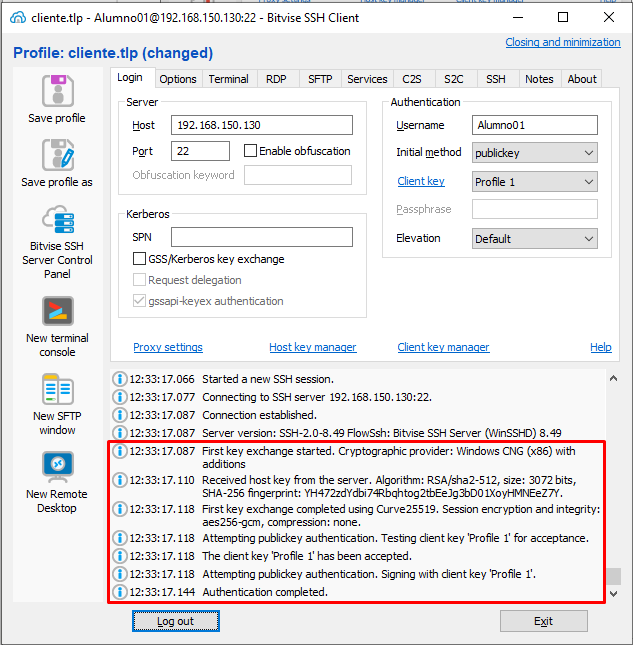 cliente.tlp - Alumno01@192.168.150.130:22 - Bitvise SSH Client
Profile: cliente.tlp (changed)
Closing and minimization
Save profile
Save profile as
Bitvise SSH
Server Control
Panel
New terminal
console
New SFTP
window
New Remote
Desktop
Login Options Terminal RDP SFTP Services C2S S2C SSH Notes About
Server
Host 192.168.150.130
Port 22 Enable obfuscation
Obfuscation keyword
Kerberos
SPN
GSS/Kerberos key exchange
Request delegation
gssapi-keyex authentication
Authentication
Username Alumno01
Initial method publickey
Client key Profile 1
Passphrase
Elevation Default
Proxy settings Host key manager Client key manager Help
12:33:17.066 Started a new SSH session.
12:33:17.077 Connecting to SSH server 192.168.150.130:22.
12:33:17.087 Connection established.
12:33:17.087 Server version: SSH-2.0-8.49 FlowSsh: Bitvise SSH Server (WinSSHD) 8.49
12:33:17.087 First key exchange started. Cryptographic provider: Windows CNG (x86) with
additions
12:33:17.110 Received host key from the server. Algorithm: RSA/sha2-512, size: 3072 bits,
SHA-256 fingerprint: YH472zdYdbi74Rbqhtog2tbEeJg3bD01XoyHMNEeZ7Y.
12:33:17.118 First key exchange completed using Curve25519. Session encryption and integrity:
aes256-gcm, compression: none.
12:33:17.118 Attempting publickey authentication. Testing client key 'Profile 1' for acceptance.
12:33:17.118 The client key 'Profile 1' has been accepted.
12:33:17.118 Attempting publickey authentication. Signing with client key 'Profile 1'.
12:33:17.144 Authentication completed.
Log out Exit